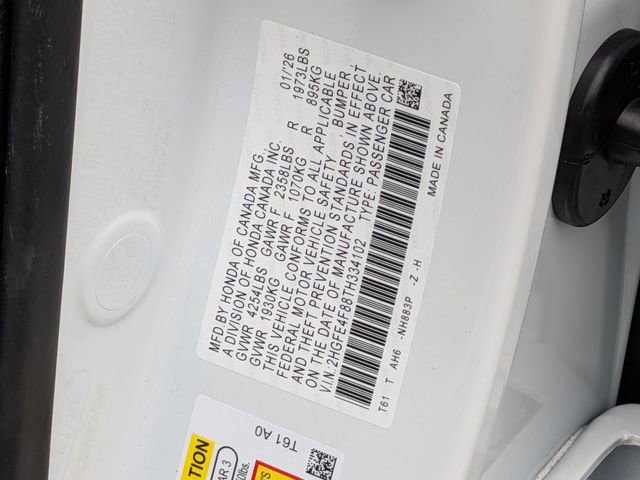 MFD. BY HONDA OF CANADA MFG. 01/'26
A DIVISION OF HONDA CANADA INC.
GVWR 4254LBS GAWR F 2358LBS R 1973LBS
GVWR 1930KG GAWR F 1070KG R 895KG
THIS VEHICLE CONFORMS TO ALL APPLICABLE
FEDERAL MOTOR VEHICLE SAFETY, BUMPER,
AND THEFT PREVENTION STANDARDS IN EFFECT
ON THE DATE OF MANUFACTURE SHOWN ABOVE.
V.I.N: 2HGFE4F88TH334102 TYPE: PASSENGER CAR
T61 T AH6 -NH883P -Z -H
MADE IN CANADA
T61 A0